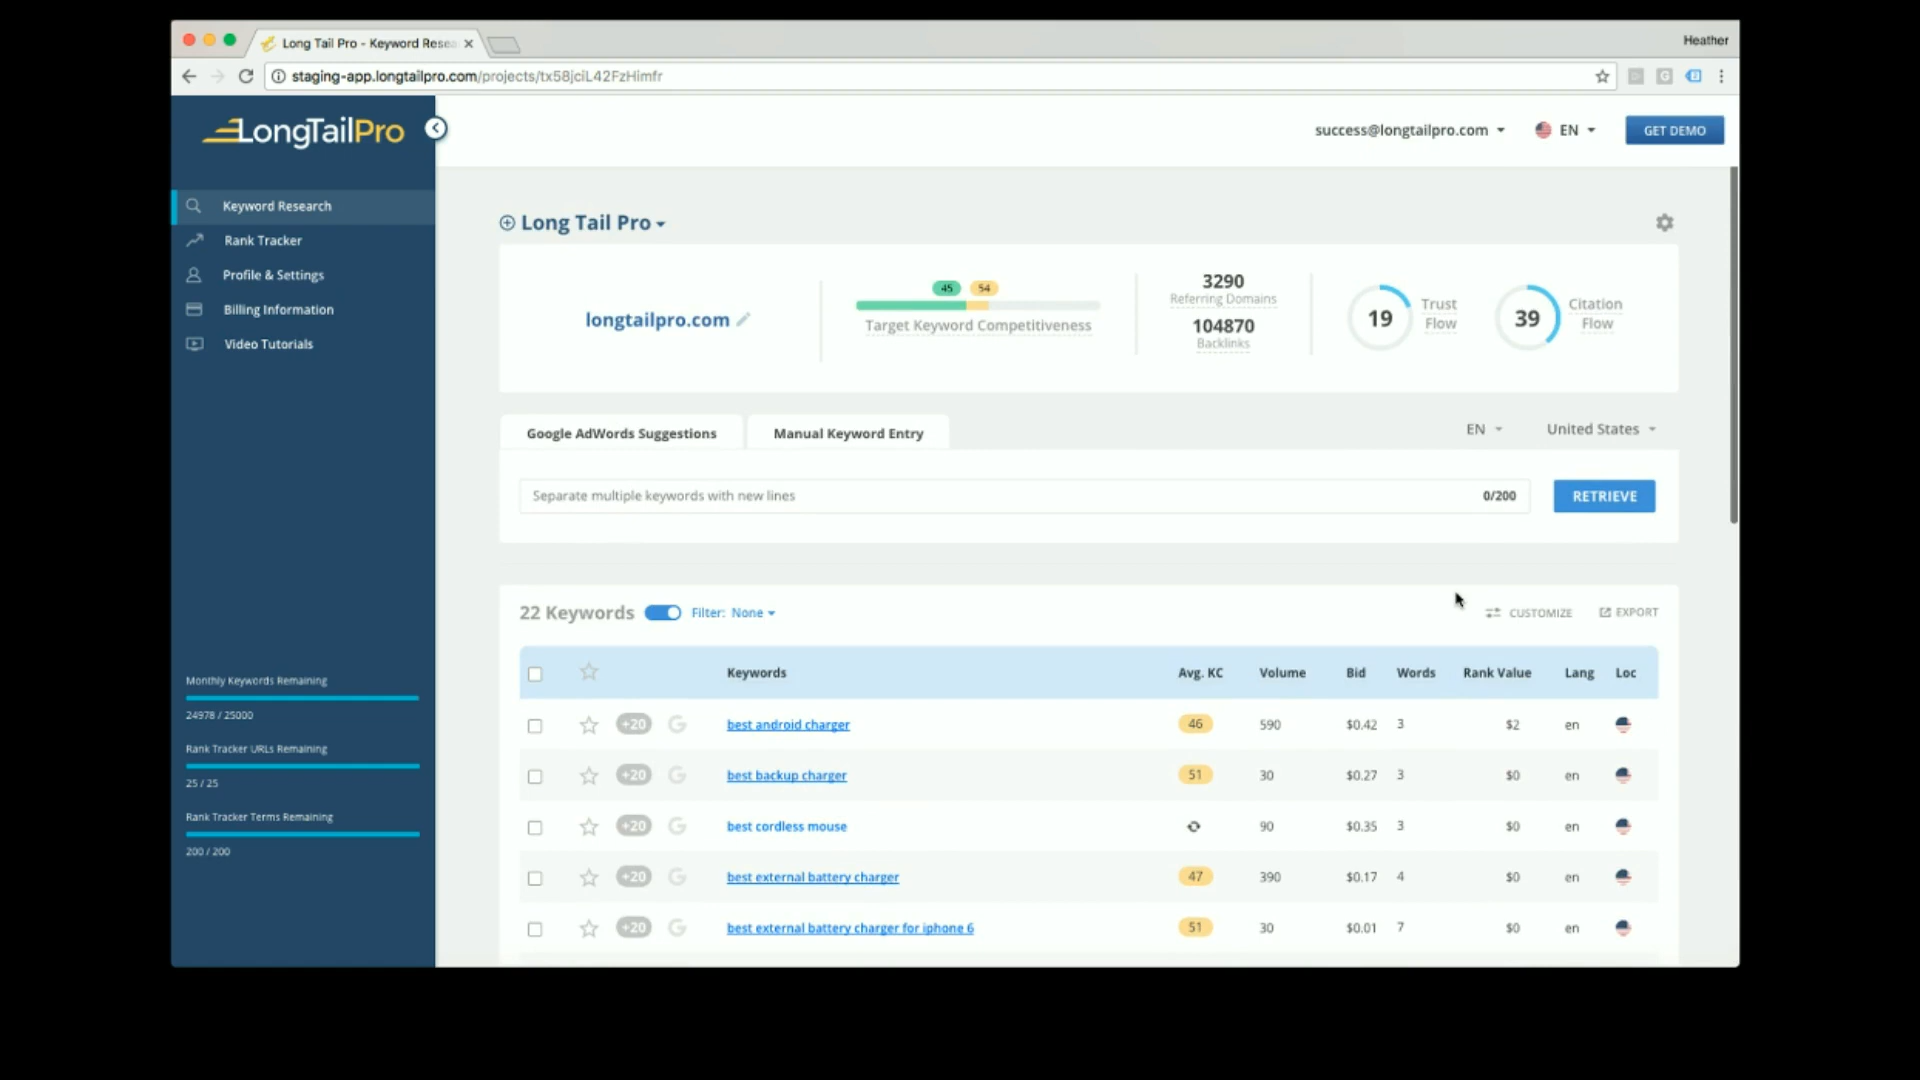 Long Tail Pro - Keyword Resea
Heather
staging-app.longtailpro.com/projects/tx58jciL42FzHimfr
LongTailPro
success@longtailpro.com
EN
GET DEMO
Keyword Research
Rank Tracker
Profile & Settings
Billing Information
Video Tutorials
Monthly Keywords Remaining
24978 / 25000
Rank Tracker URLs Remaining
25 / 25
Rank Tracker Terms Remaining
200 / 200
Long Tail Pro
longtailpro.com
45 54
Target Keyword Competitiveness
3290
Referring Domains
104870
Backlinks
19 Trust Flow
39 Citation Flow
Google AdWords Suggestions Manual Keyword Entry EN United States
Separate multiple keywords with new lines 0/200 RETRIEVE
22 Keywords Filter: None CUSTOMIZE EXPORT
Keywords Avg. KC Volume Bid Words Rank Value Lang Loc
+20 G best android charger 46 590 $0.42 3 $2 en
+20 G best backup charger 51 30 $0.27 3 $0 en
+20 G best cordless mouse 90 $0.35 3 $0 en
+20 G best external battery charger 47 390 $0.17 4 $0 en
+20 G best external battery charger for iphone 6 51 30 $0.01 7 $0 en